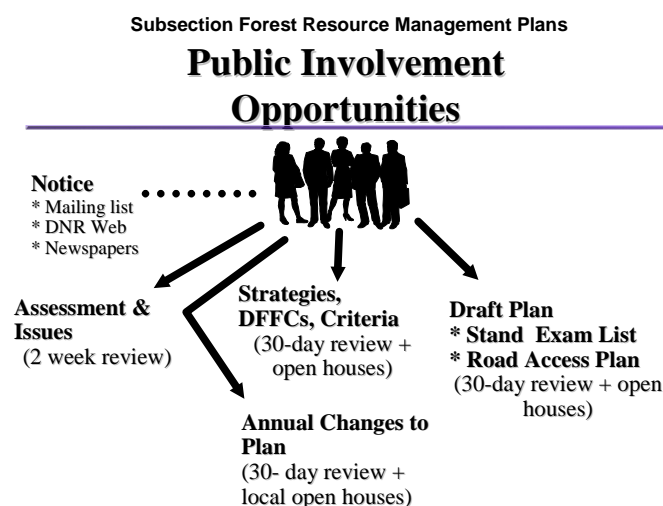 Subsection Forest Resource Management Plans
Public Involvement
Opportunities
Notice
* Mailing list
* DNR Web
* Newspapers
Assessment &
Issues
(2 week review)
Strategies,
DFFCs, Criteria
(30-day review +
open houses)
Draft Plan
* Stand Exam List
* Road Access Plan
(30-day review + open
houses)
Annual Changes to
Plan
(30- day review +
local open houses)